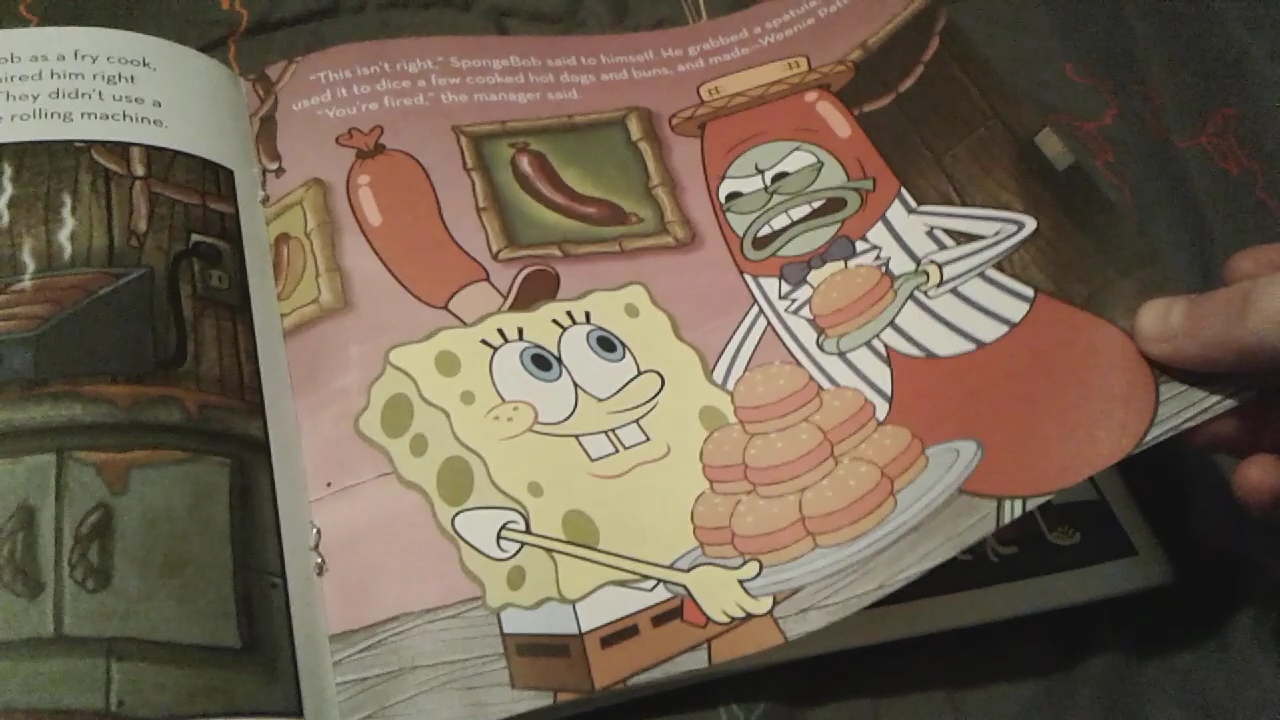 ob as a fry cook,
ired him right
They didn't use a
e rolling machine.
"This isn't right," SpongeBob said to himself. He grabbed a spatula,
used it to dice a few cooked hot dogs and buns, and made—Weenie Patt
"You're fired," the manager said.